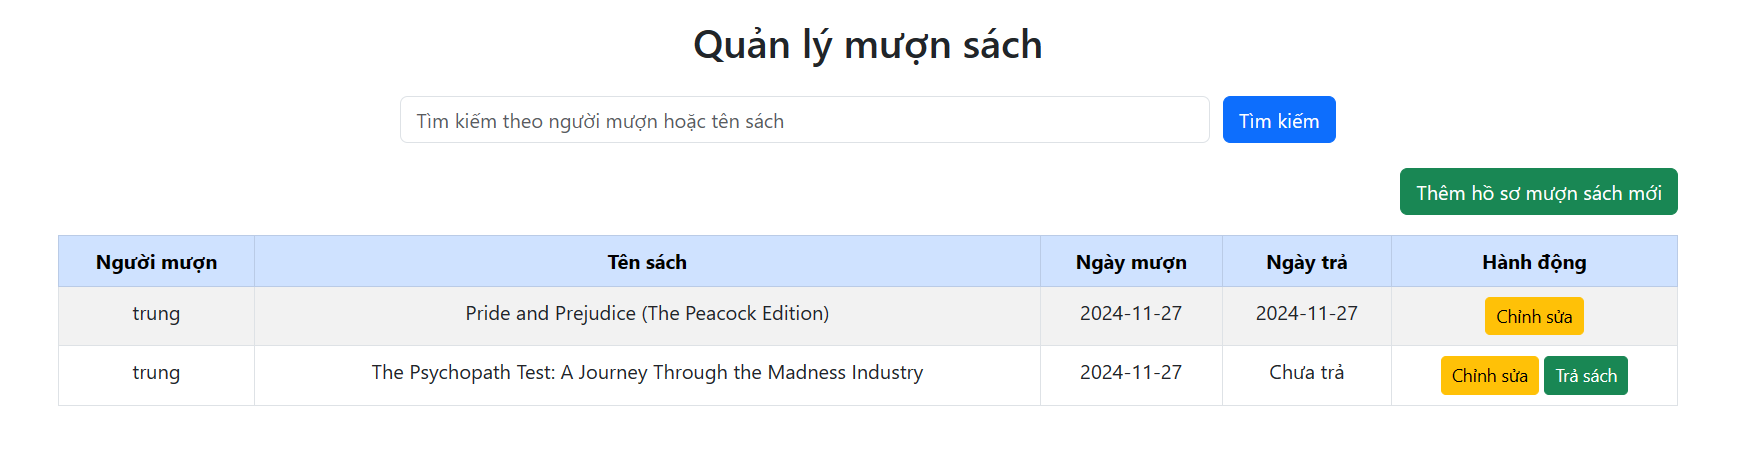 Quản lý mượn sách
Tìm kiếm theo người mượn hoặc tên sách
Tìm kiếm
Thêm hồ sơ mượn sách mới
Người mượn Tên sách Ngày mượn Ngày trả Hành động
trung Pride and Prejudice (The Peacock Edition) 2024-11-27 2024-11-27 Chỉnh sửa
trung The Psychopath Test: A Journey Through the Madness Industry 2024-11-27 Chưa trả Chỉnh sửa Trả sách